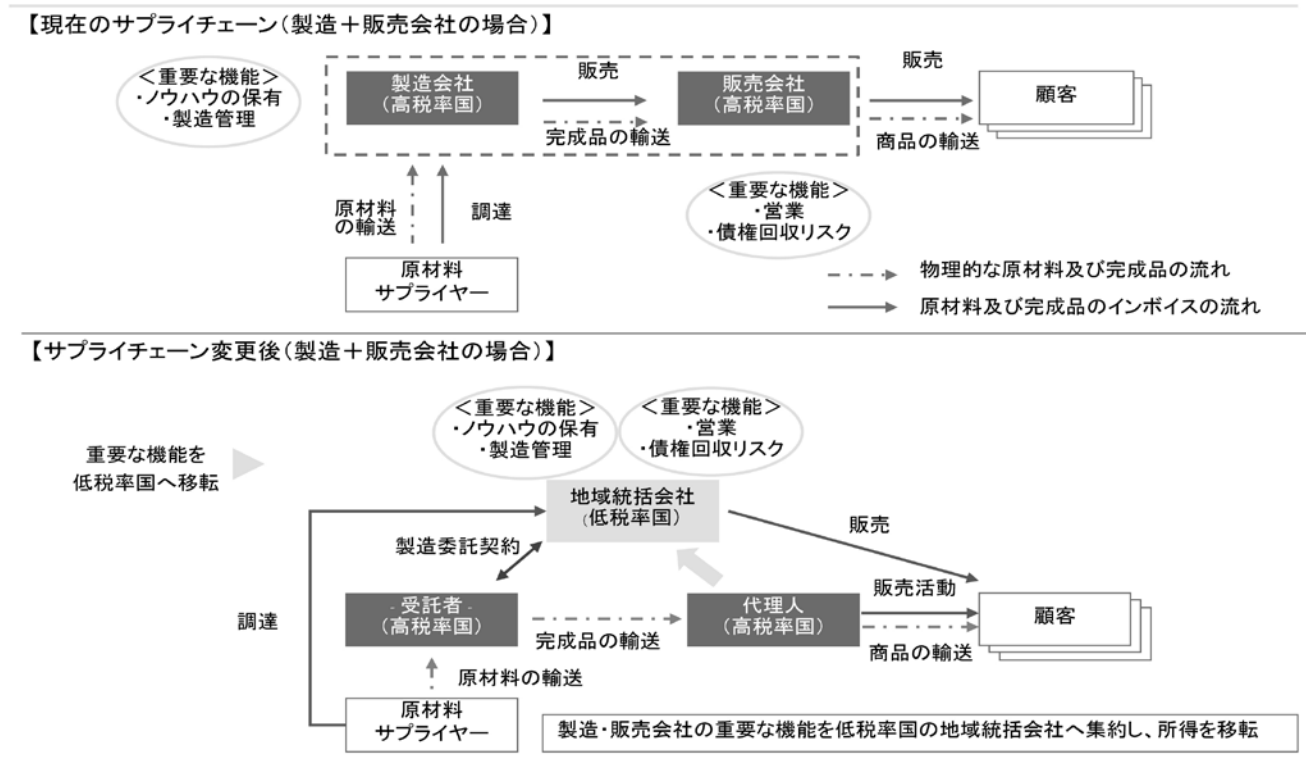 【現在のサプライチェーン(製造+販売会社の場合)】
<重要な機能>
・ノウハウの保有
・製造管理
製造会社
(高税率国)
販売
完成品の輸送
販売会社
(高税率国)
販売
商品の輸送
顧客
原材料
の輸送
調達
<重要な機能>
・営業
・債権回収リスク
原材料
サプライヤー
物理的な原材料及び完成品の流れ
原材料及び完成品のインボイスの流れ
【サプライチェーン変更後(製造+販売会社の場合)】
<重要な機能>
・ノウハウの保有
・製造管理
<重要な機能>
・営業
・債権回収リスク
重要な機能を
低税率国へ移転
地域統括会社
(低税率国)
販売
製造委託契約
販売活動
調達
- 受託者 -
(高税率国)
完成品の輸送
代理人
(高税率国)
商品の輸送
顧客
原材料の輸送
原材料
サプライヤー
製造・販売会社の重要な機能を低税率国の地域統括会社へ集約し、所得を移転